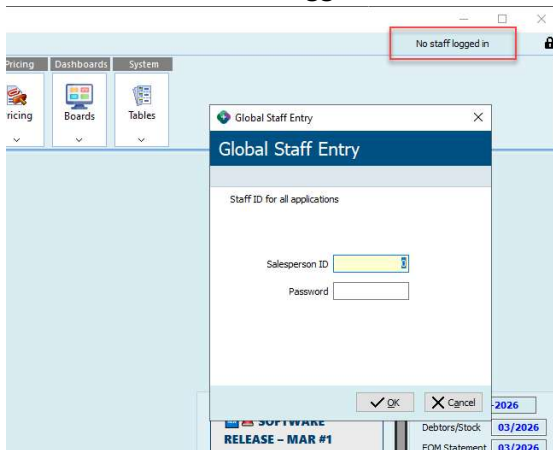 No staff logged in
Pricing Dashboards System
ricing Boards Tables
Global Staff Entry
Global Staff Entry
Staff ID for all applications
Salesperson ID 0
Password
OK Cancel
-2026
SOFTWARE
RELEASE – MAR #1
Debtors/Stock 03/2026
EOM Statement 03/2026